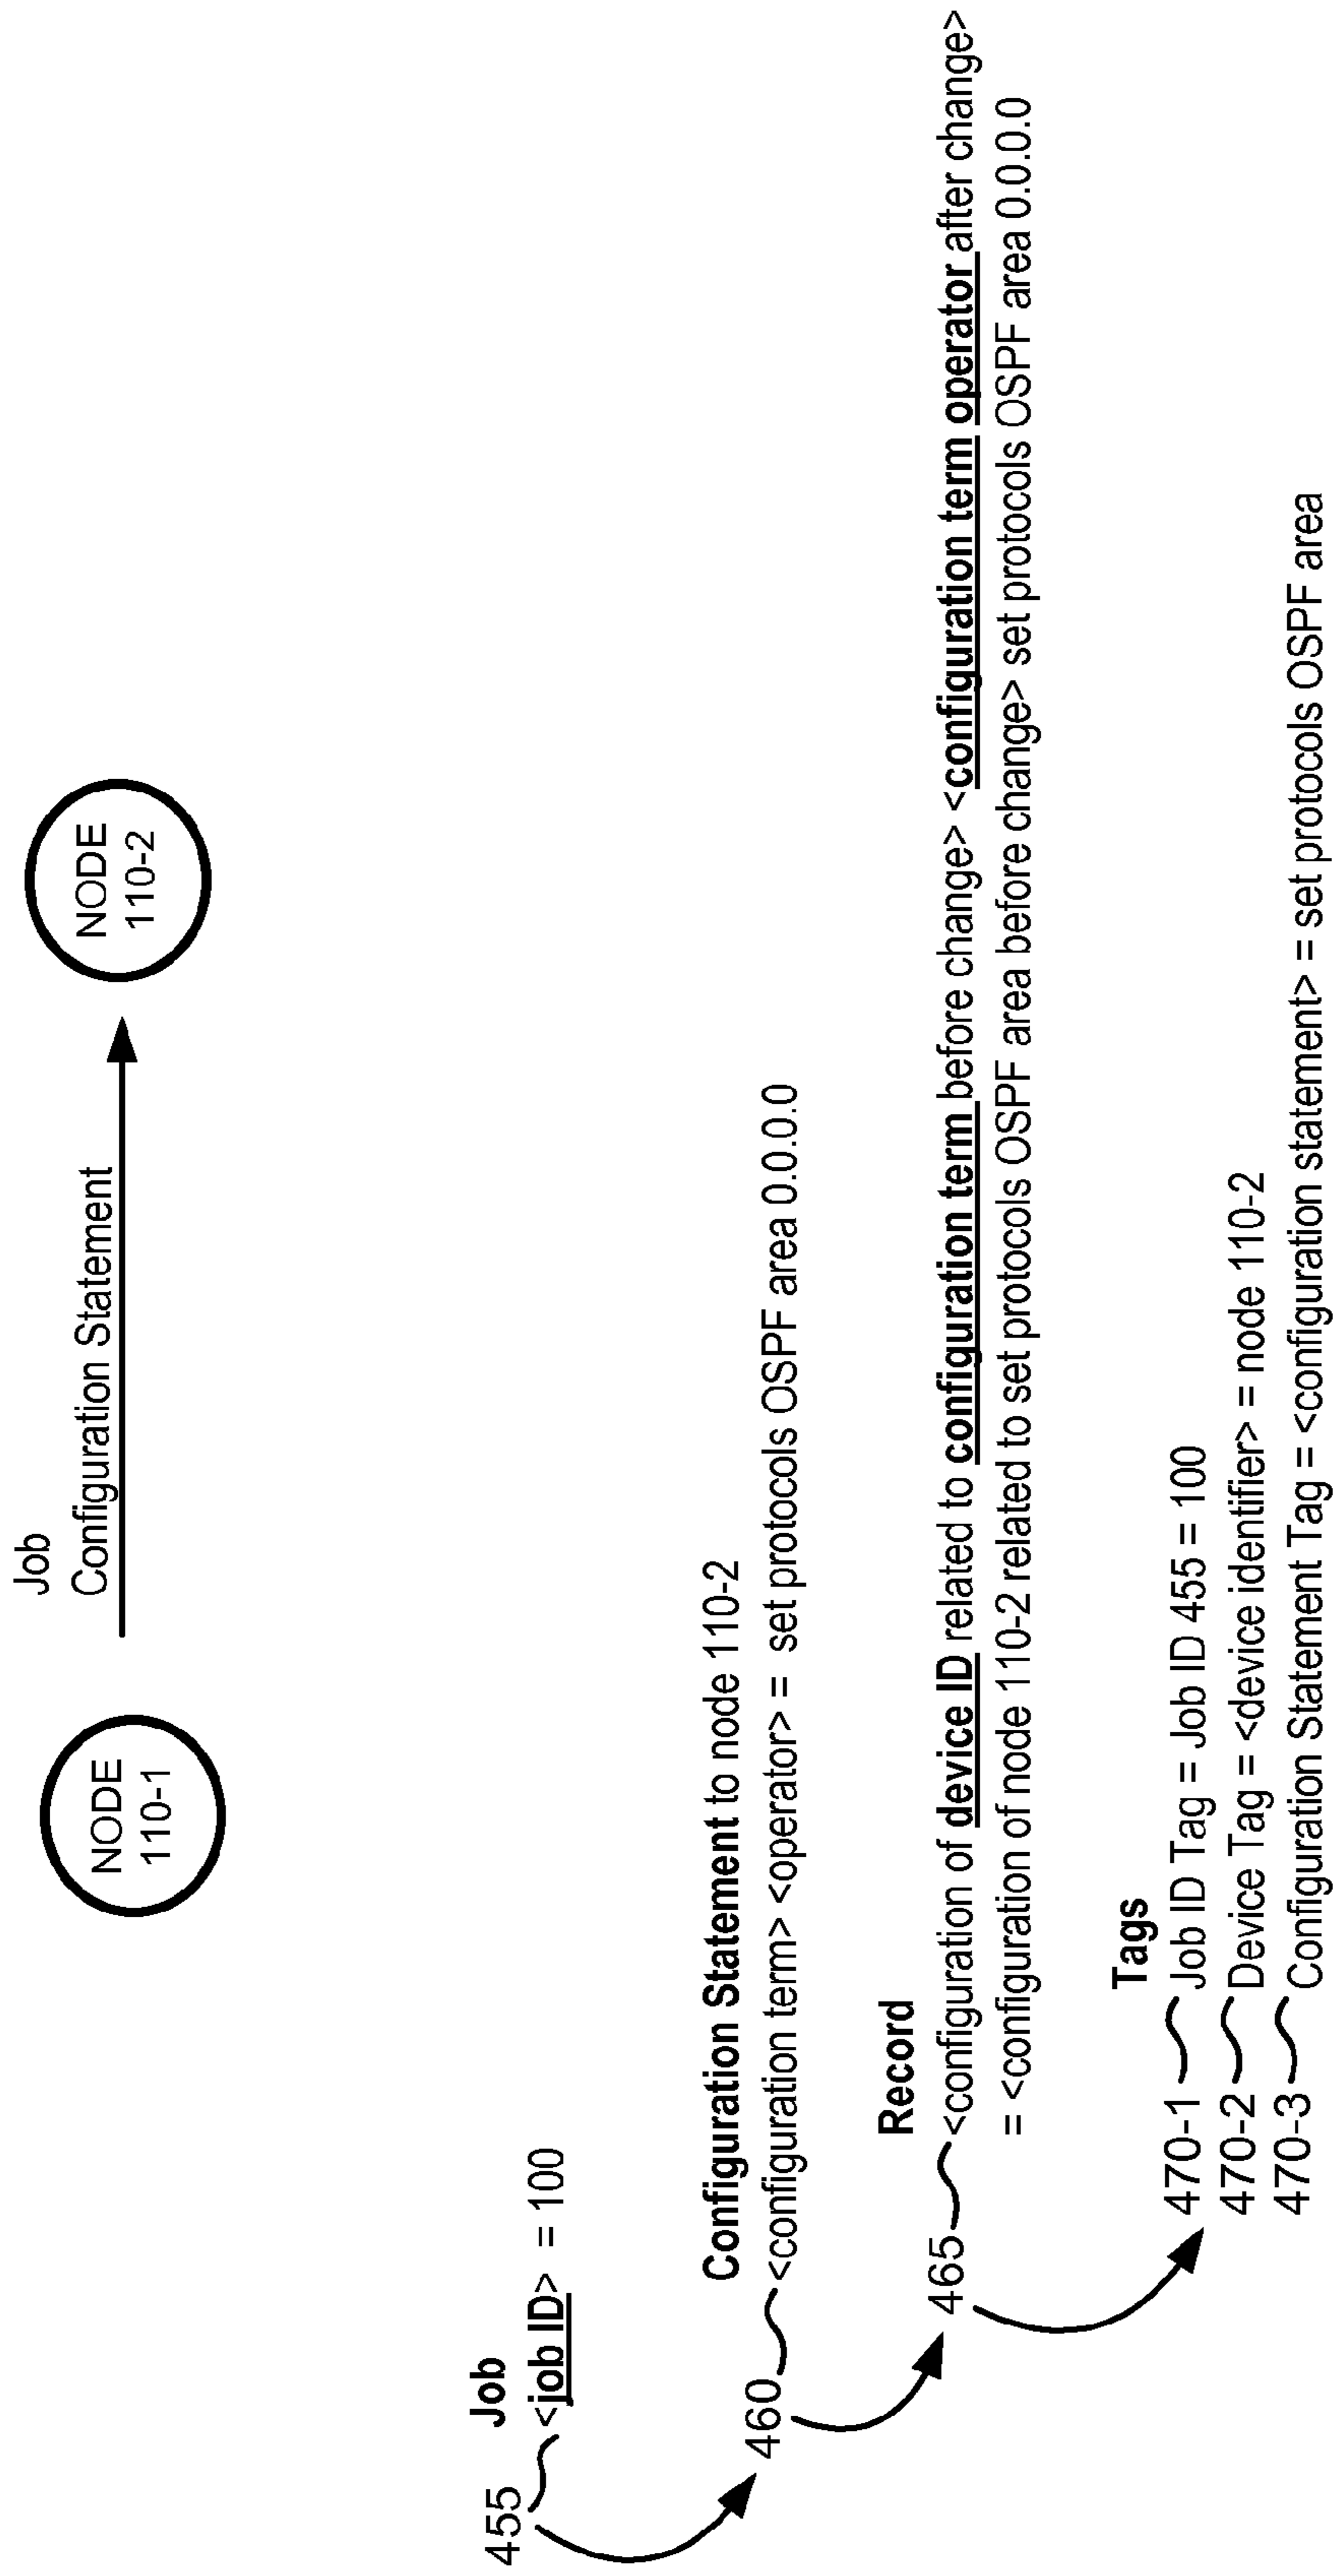 Job
Configuration Statement
NODE
110-1
NODE
110-2
Job
455 <job ID> = 100
Configuration Statement to node 110-2
460 <configuration term> <operator> = set protocols OSPF area 0.0.0.0
Record
465 <configuration of device ID related to configuration term before change> <configuration term operator after change>
= <configuration of node 110-2 related to set protocols OSPF area before change> set protocols OSPF area 0.0.0.0
Tags
470-1 Job ID Tag = Job ID 455 = 100
470-2 Device Tag = <device identifier> = node 110-2
470-3 Configuration Statement Tag = <configuration statement> = set protocols OSPF area